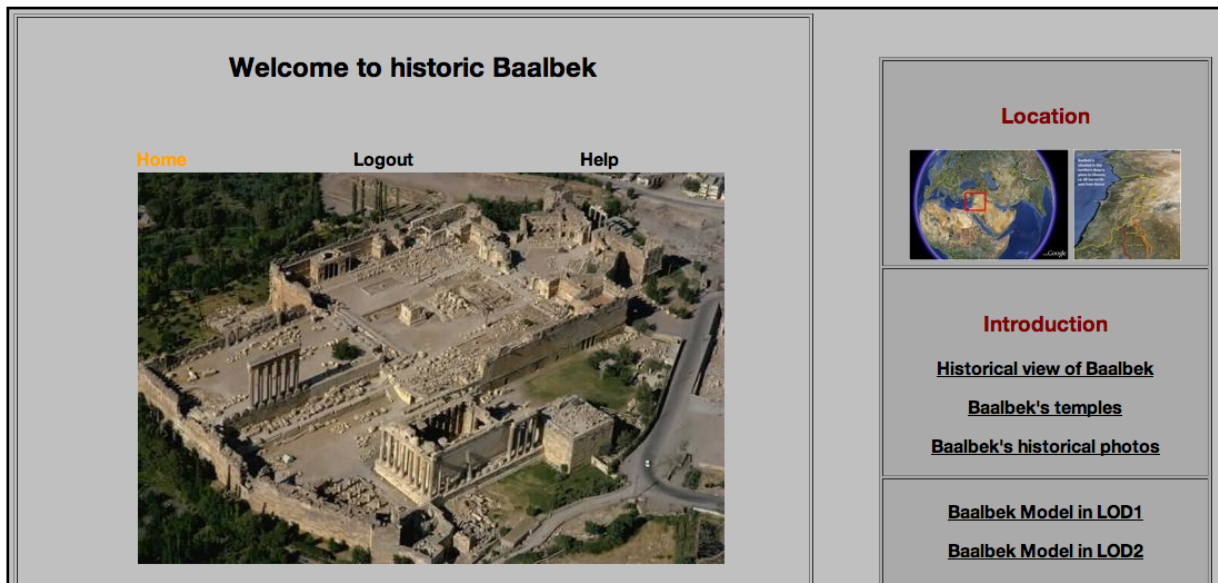 Welcome to historic Baalbek
Home
Logout
Help
Location
Google
Introduction
Historical view of Baalbek
Baalbek's temples
Baalbek's historical photos
Baalbek Model in LOD1
Baalbek Model in LOD2